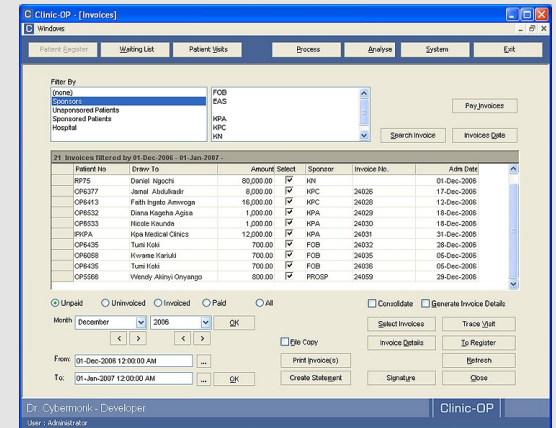 Clinic-OP - [Invoices]
Windows
Patient Register Waiting List Patient Visits Process Analyse System Exit
Filter By
(none) FOB
Sponsors EAS
Unsponsored Patients
Sponsored Patients KPA
Hospital KPC
KN
Pay Invoices
Search Invoice Invoices Date
21 Invoices filtered by 01-Dec-2006 - 01-Jan-2007 -
Patient No Draw To Amount Select Sponsor Invoice No. Adm Date
RP75 Daniel Ngochi 80,000.00 KN 01-Dec-2006
OP6377 Jamal Abdulkadir 8,000.00 KPC 24026 17-Dec-2006
OP6413 Faith Ingato Amwoga 16,000.00 KPC 24028 12-Dec-2006
OP6532 Diana Kageha Agisa 1,000.00 KPA 24029 18-Dec-2006
OP6533 Nicole Kaunda 1,000.00 KPA 24030 18-Dec-2006
IPKPA Kpa Medical Clinics 12,000.00 KPA 24031 31-Dec-2006
OP6435 Tumi Koki 700.00 FOB 24032 28-Dec-2006
OP6058 Kwame Kariuki 700.00 FOB 24035 05-Dec-2006
OP6435 Tumi Koki 700.00 FOB 24036 05-Dec-2006
OP5566 Wendy Akinyi Onyango 800.00 PROSP 24059 29-Dec-2006
Unpaid Uninvoiced Invoiced Paid All Consolidate Generate Invoice Details
Month December 2006 OK Select Invoices Trace Visit
< > < > File Copy Invoice Details To Register
From: 01-Dec-2006 12:00:00 AM ... Print Invoice(s) Refresh
To: 01-Jan-2007 12:00:00 AM ... OK Create Statement Signature Close
Dr. Cybermonk - Developer Clinic-OP
User : Administrator